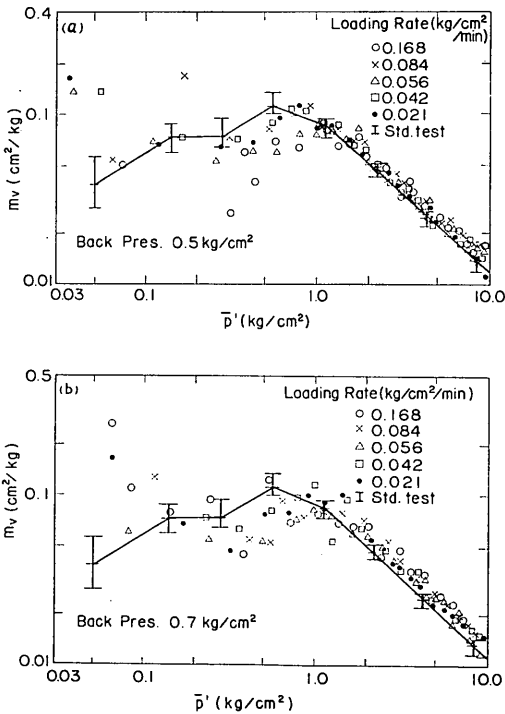 0.4
(a)
Loading Rate(kg/cm²
/min)
○ 0.168
× 0.084
△ 0.056
□ 0.042
● 0.021
I Std. test
0.1
mv (cm²/kg)
Back Pres. 0.5 kg/cm²
0.01
0.03 0.1 1.0 10.0
p̄' (kg/cm²)
0.5
(b)
Loading Rate(kg/cm²/min)
○ 0.168
× 0.084
△ 0.056
□ 0.042
● 0.021
I Std. test
0.1
mv (cm²/kg)
Back Pres. 0.7 kg/cm²
0.01
0.03 0.1 1.0 10.0
p̄' (kg/cm²)